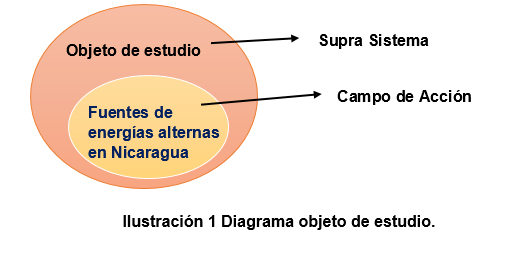 Objeto de estudio
Supra Sistema
Campo de Acción
Fuentes de
energías alternas
en Nicaragua
Ilustración 1 Diagrama objeto de estudio.